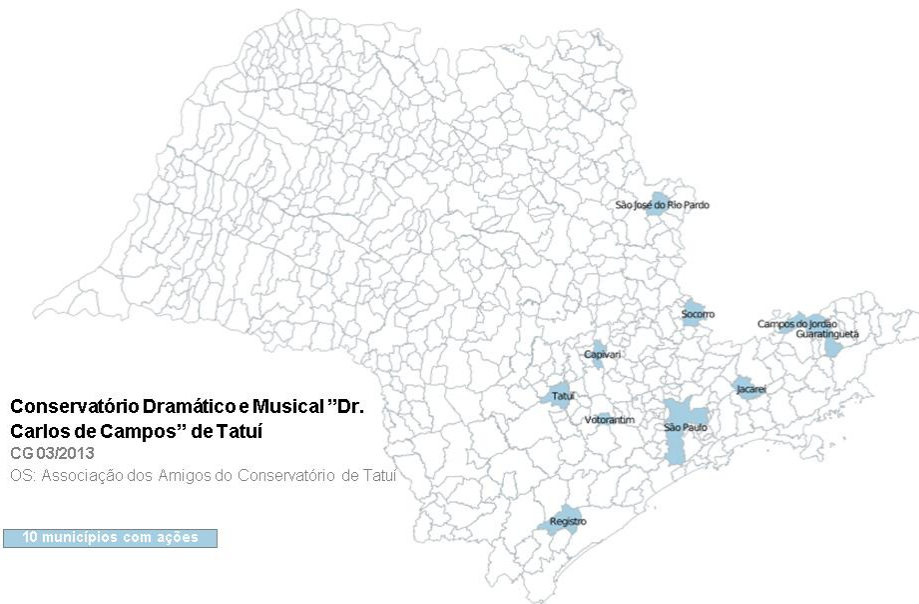 São José do Rio Pardo
Socorro
Campos do Jordão
Guaratinguetá
Capivari
Jacareí
Tatuí
Votorantim
São Paulo
Registro
Conservatório Dramático e Musical ”Dr.
Carlos de Campos” de Tatuí
CG 03/2013
OS: Associação dos Amigos do Conservatório de Tatuí
10 municípios com ações